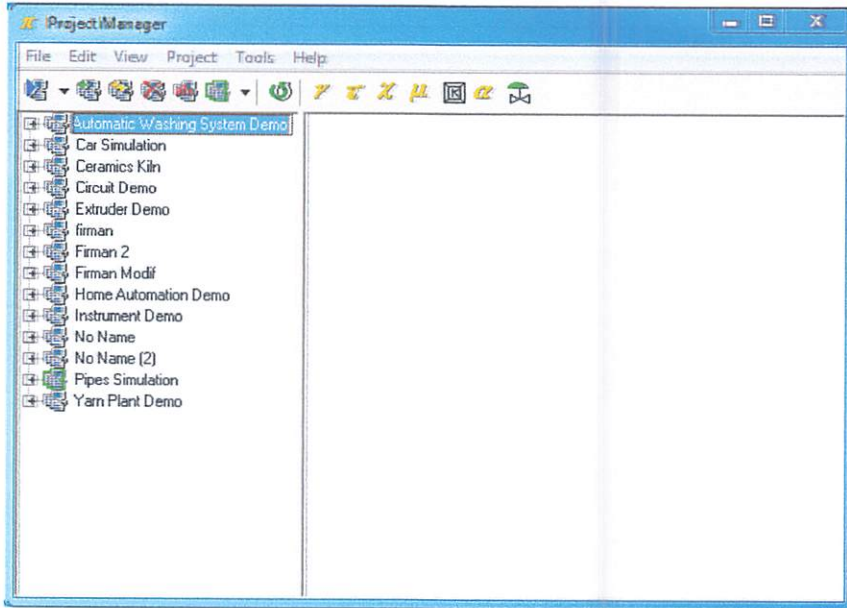 Project Manager
File Edit View Project Tools Help
γ τ χ μ K α
Automatic Washing System Demo
Car Simulation
Ceramics Kiln
Circuit Demo
Extruder Demo
firman
Firman 2
Firman Modif
Home Automation Demo
Instrument Demo
No Name
No Name (2)
Pipes Simulation
Yarn Plant Demo